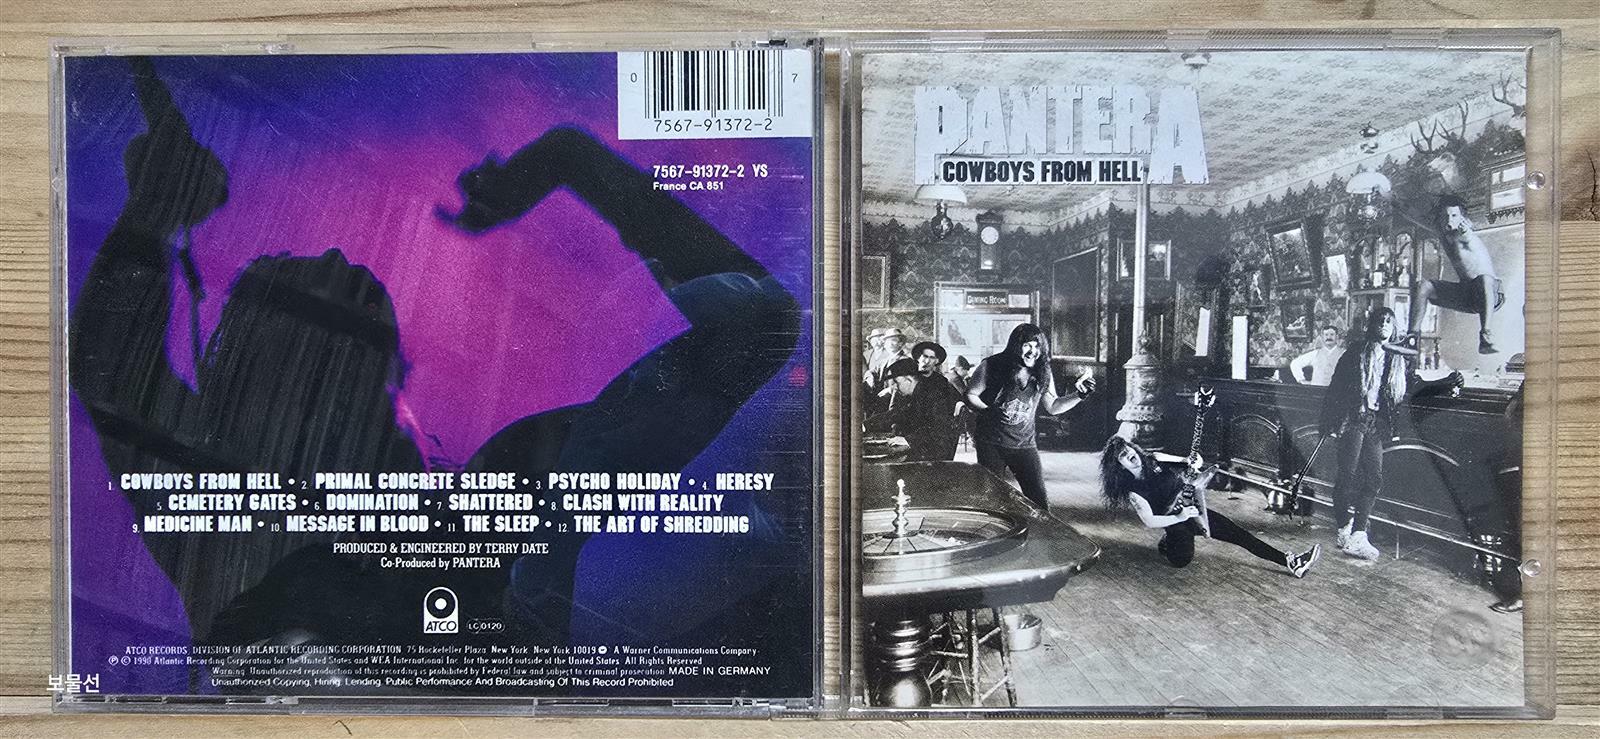 0 7
7567-91372-2
7567-91372-2 YS
France CA 851
1. COWBOYS FROM HELL • 2. PRIMAL CONCRETE SLEDGE • 3. PSYCHO HOLIDAY • 4. HERESY
5. CEMETERY GATES • 6. DOMINATION • 7. SHATTERED • 8. CLASH WITH REALITY
9. MEDICINE MAN • 10. MESSAGE IN BLOOD • 11. THE SLEEP • 12. THE ART OF SHREDDING
PRODUCED & ENGINEERED BY TERRY DATE
Co-Produced by PANTERA
ATCO
LC 0120
ATCO RECORDS, DIVISION OF ATLANTIC RECORDING CORPORATION 75 Rockefeller Plaza, New York, New York 10019 A Warner Communications Company.
℗ © 1990 Atlantic Recording Corporation for the United States and WEA International Inc. for the world outside of the United States. All Rights Reserved
Warning: Unauthorized reproduction of this recording is prohibited by Federal law and subject to criminal prosecution. MADE IN GERMANY
Unauthorized Copying, Hiring, Lending, Public Performance And Broadcasting Of This Record Prohibited
보물선
PANTERA
COWBOYS FROM HELL
DINING ROOM